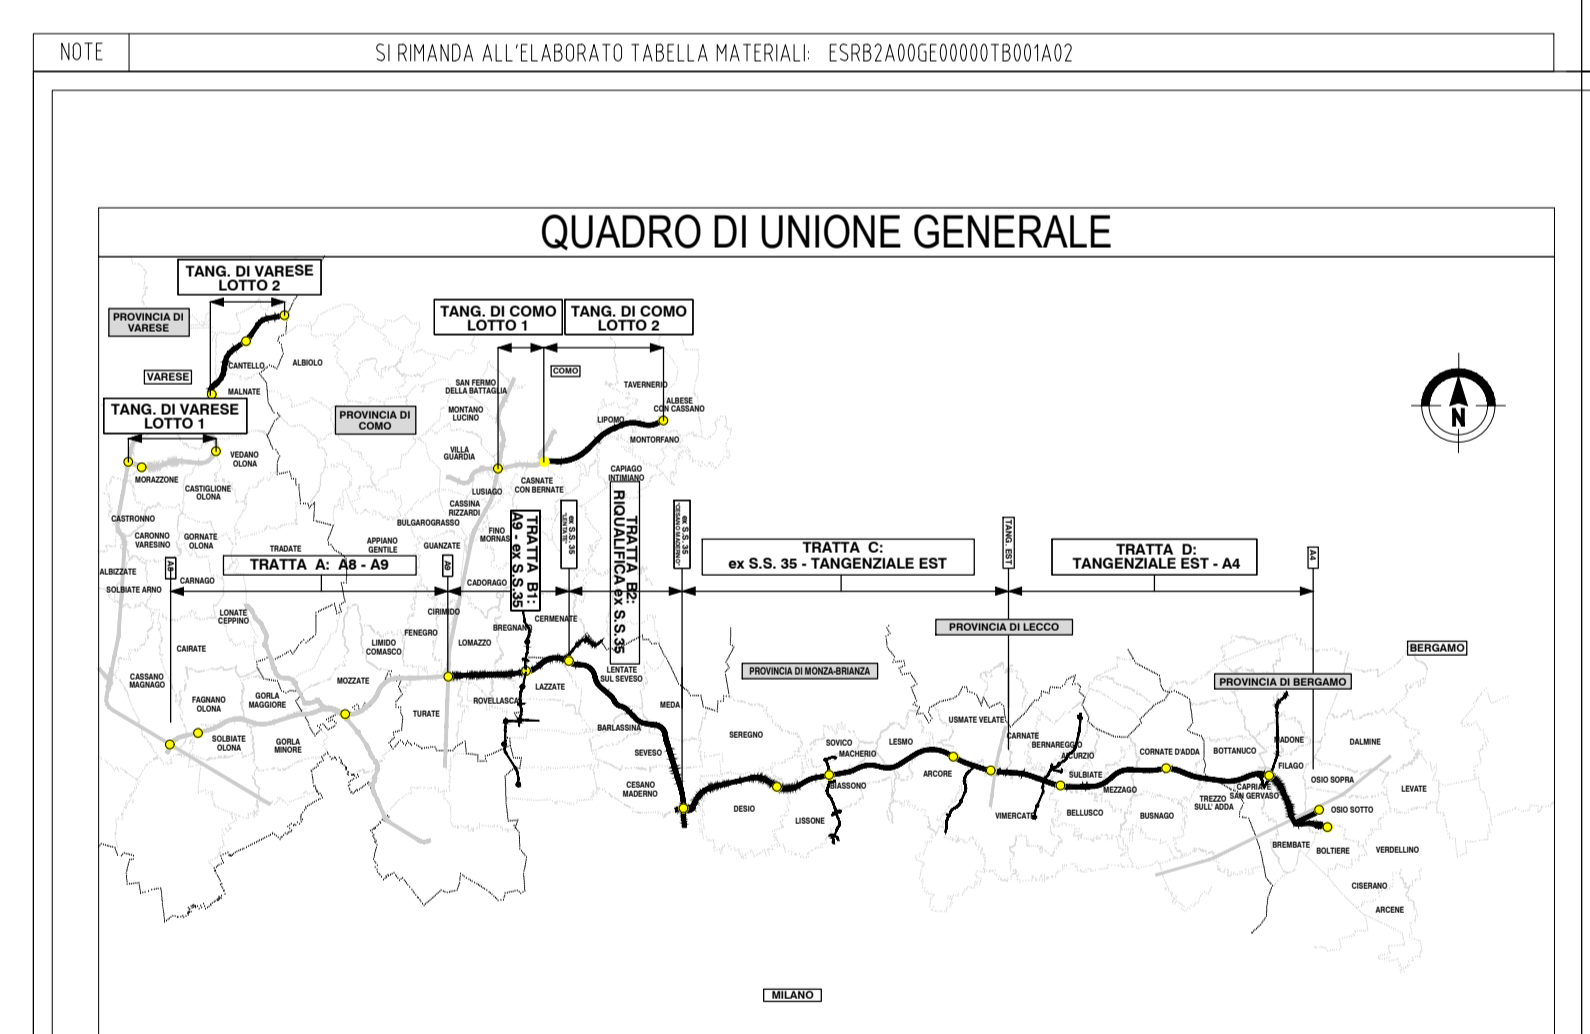 NOTE
SI RIMANDA ALL'ELABORATO TABELLA MATERIALI: ESRB2A00GE00000TB001A02
QUADRO DI UNIONE GENERALE
TANG. DI VARESE
LOTTO 2
PROVINCIA DI
VARESE
CANTELLO
ALBIOLO
VARESE
MALNATE
TANG. DI VARESE
LOTTO 1
PROVINCIA DI
COMO
TANG. DI COMO
LOTTO 1
TANG. DI COMO
LOTTO 2
COMO
SAN FERMO
DELLA BATTAGLIA
TAVERNERIO
MONTANO
LUCINO
ALBESE
CON CASSANO
LIPOMO
MONTORFANO
VILLA
GUARDIA
VEDANO
OLONA
MORAZZONE
CASTIGLIONE
OLONA
CAPIAGO
INTIMIANO
CASNATE
CON BERNATE
LUSIAGO
CASSINA
RIZZARDI
CASTRONNO
BULGAROGRASSO
FINO
MORNAS
CARONNO
VARESINO
GORNATE
OLONA
TRADATE
APPIANO
GENTILE
GUANZATE
ALBIZZATE
A8
CARNAGO
SOLBIATE ARNO
TRATTA A: A8 - A9
A9
CADORAGO
TRATTA B1:
A9 - ex S.S.35
ex S.S. 35
"LENTATE"
TRATTA B2:
RIQUALIFICA ex S.S.35
ex S.S. 35
"CESANO MADERNO"
TRATTA C:
ex S.S. 35 - TANGENZIALE EST
TANG. EST
TRATTA D:
TANGENZIALE EST - A4
A4
N
LONATE
CEPPINO
CIRIMIDO
FENEGRO
LOMAZZO
BREGNANO
CERMENATE
CAIRATE
LIMIDO
COMASCO
PROVINCIA DI LECCO
BERGAMO
PROVINCIA DI MONZA-BRIANZA
PROVINCIA DI BERGAMO
CASSANO
MAGNAGO
MOZZATE
LENTATE
SUL SEVESO
LAZZATE
FAGNANO
OLONA
GORLA
MAGGIORE
ROVELLASCA
TURATE
MEDA
BARLASSINA
SOLBIATE
OLONA
GORLA
MINORE
SEVESO
SEREGNO
SOVICO
MACHERIO
LESMO
USMATE VELATE
CARNATE
BERNAREGGIO
AICURZIO
CORNATE D'ADDA
BOTTANUCO
MADONE
FILAGO
DALMINE
CESANO
MADERNO
DESIO
BIASSONO
LISSONE
ARCORE
SULBIATE
MEZZAGO
VIMERCATE
BELLUSCO
BUSNAGO
TREZZO
SULL' ADDA
CAPRIATE
SAN GERVASO
OSIO SOPRA
LEVATE
OSIO SOTTO
BREMBATE
BOLTIERE
VERDELLINO
CISERANO
ARCENE
MILANO